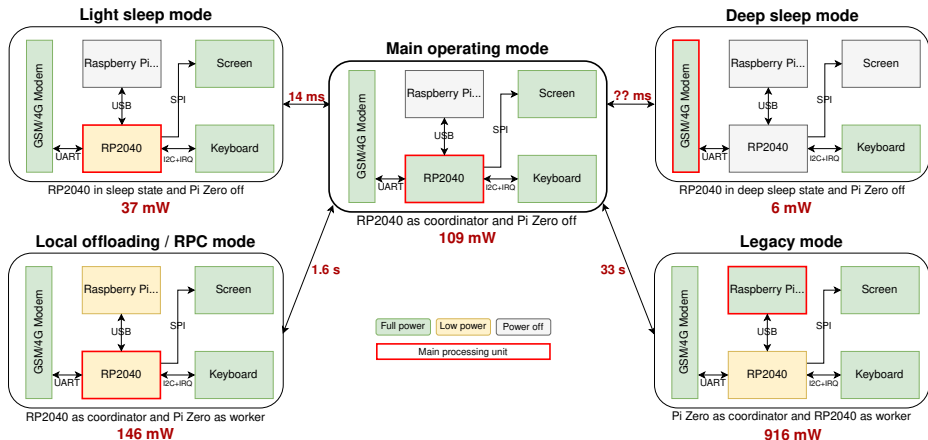 Light sleep mode
GSM/4G Modem
Raspberry Pi...
Screen
USB
SPI
RP2040
Keyboard
UART
I2C+IRQ
RP2040 in sleep state and Pi Zero off
37 mW
14 ms
Main operating mode
GSM/4G Modem
Raspberry Pi...
Screen
USB
SPI
RP2040
Keyboard
UART
I2C+IRQ
RP2040 as coordinator and Pi Zero off
109 mW
?? ms
Deep sleep mode
GSM/4G Modem
Raspberry Pi...
Screen
USB
SPI
RP2040
Keyboard
UART
I2C+IRQ
RP2040 in deep sleep state and Pi Zero off
6 mW
Local offloading / RPC mode
GSM/4G Modem
Raspberry Pi...
Screen
USB
SPI
RP2040
Keyboard
UART
I2C+IRQ
RP2040 as coordinator and Pi Zero as worker
146 mW
1.6 s
33 s
Full power
Low power
Power off
Main processing unit
Legacy mode
GSM/4G Modem
Raspberry Pi...
Screen
USB
SPI
RP2040
Keyboard
UART
I2C+IRQ
Pi Zero as coordinator and RP2040 as worker
916 mW